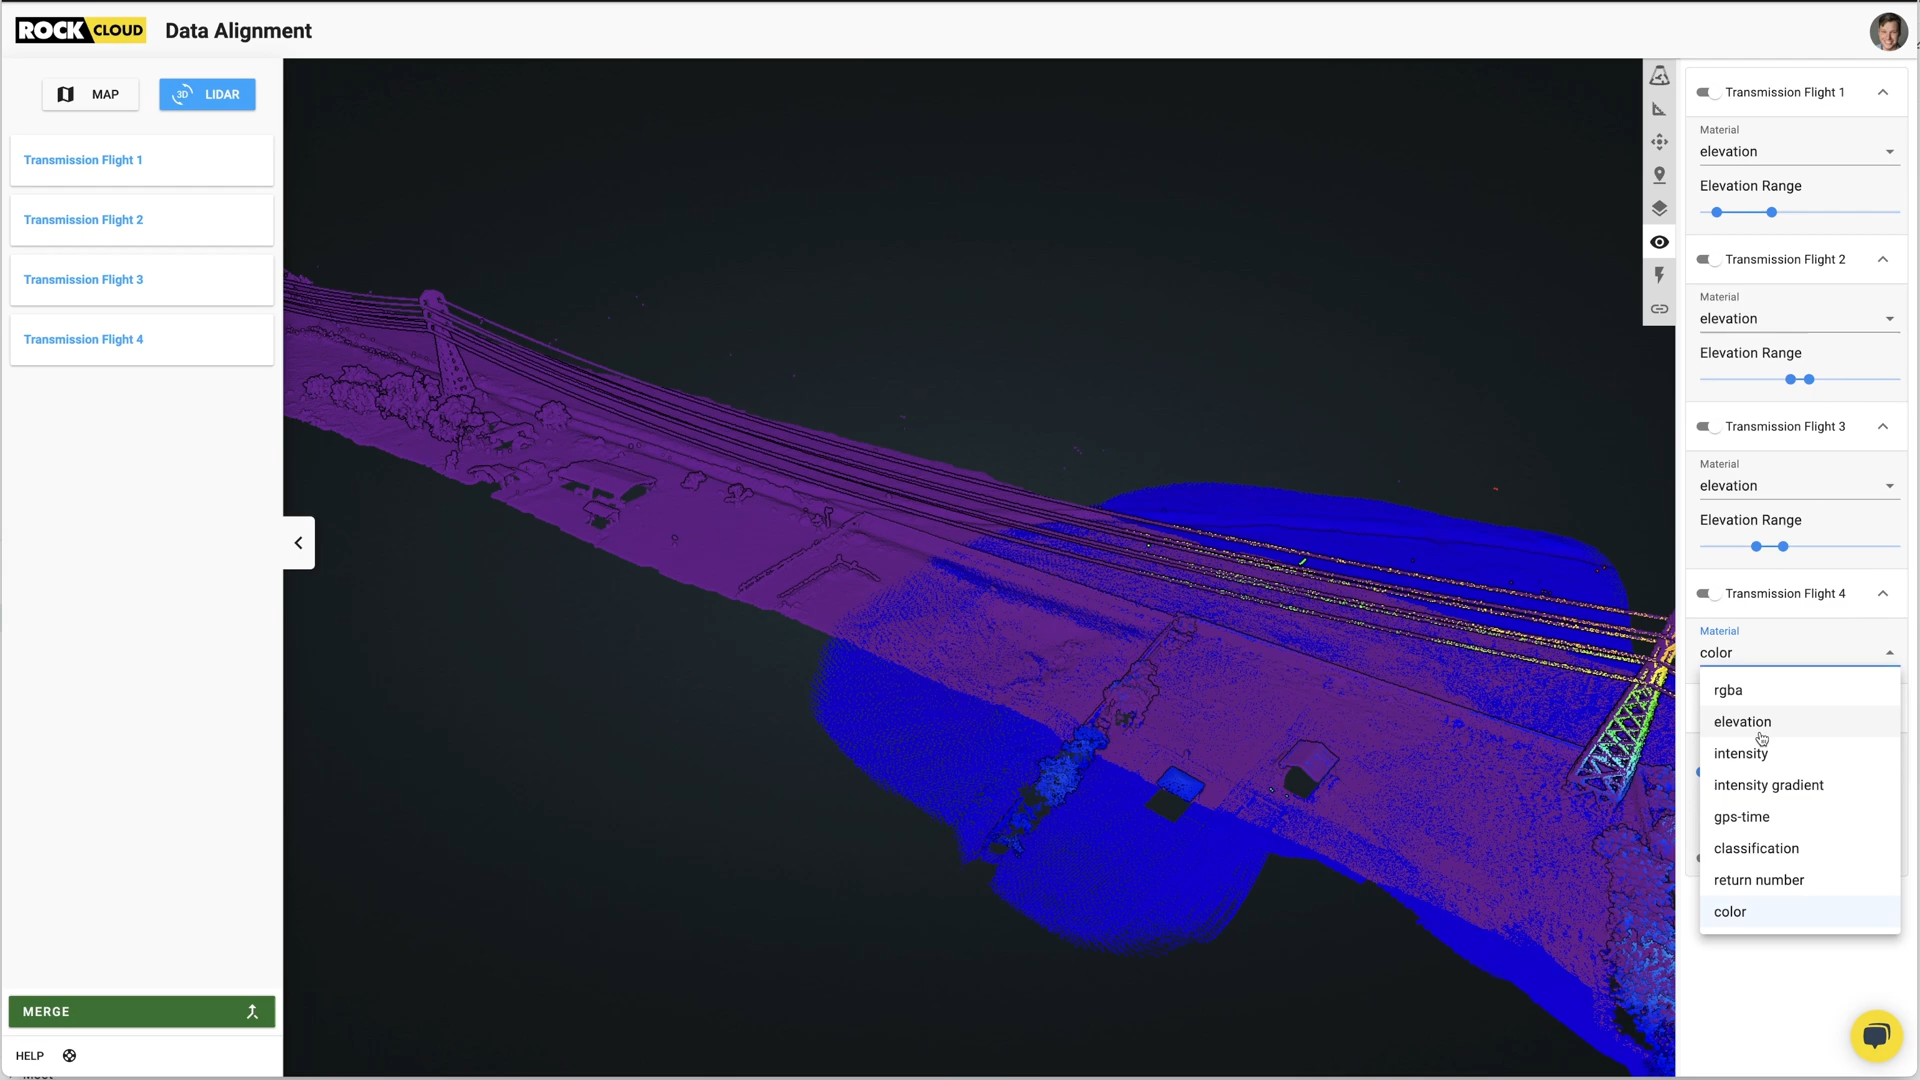 ROCK CLOUD
Data Alignment
MAP
3D
LIDAR
Transmission Flight 1
Transmission Flight 2
Transmission Flight 3
Transmission Flight 4
MERGE
HELP
Transmission Flight 1
Material
elevation
Elevation Range
Transmission Flight 2
Material
elevation
Elevation Range
Transmission Flight 3
Material
elevation
Elevation Range
Transmission Flight 4
Material
color
rgba
elevation
intensity
intensity gradient
gps-time
classification
return number
color